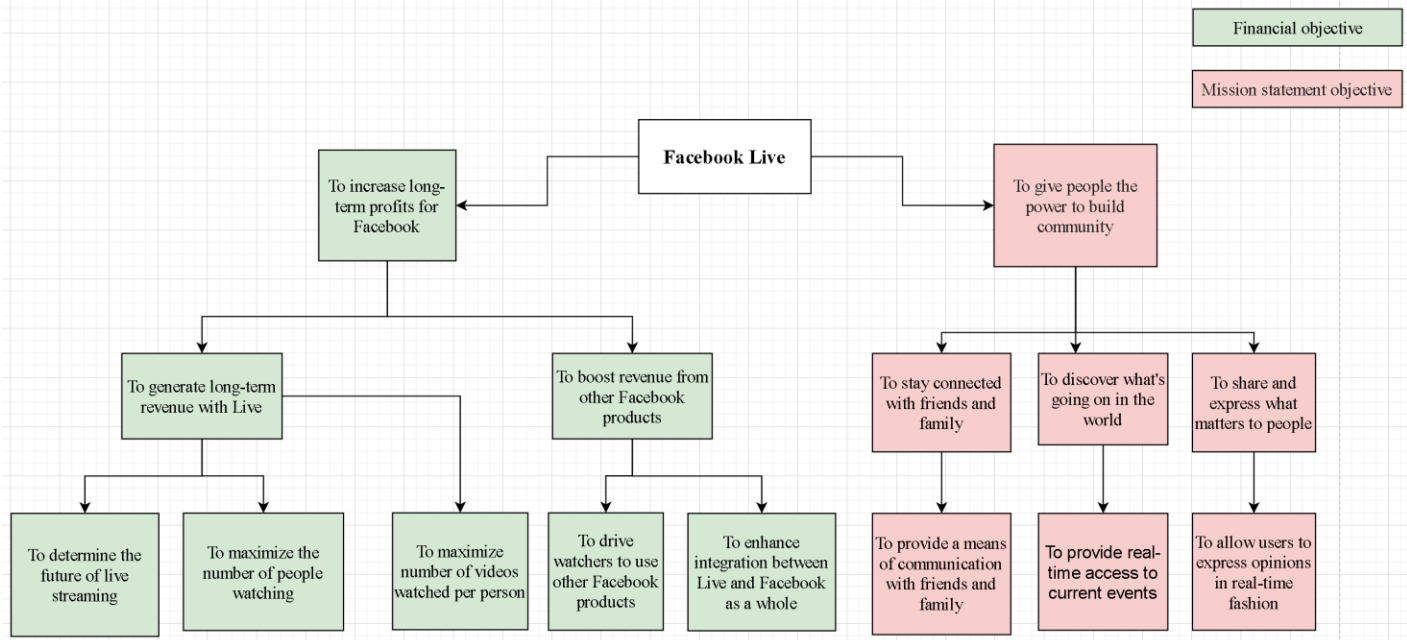 Financial objective
Mission statement objective
Facebook Live
To increase long-
term profits for
Facebook
To give people the
power to build
community
To generate long-term
revenue with Live
To boost revenue from
other Facebook
products
To stay connected
with friends and
family
To discover what's
going on in the
world
To share and
express what
matters to people
To determine the
future of live
streaming
To maximize the
number of people
watching
To maximize
number of videos
watched per person
To drive
watchers to use
other Facebook
products
To enhance
integration between
Live and Facebook
as a whole
To provide a means
of communication
with friends and
family
To provide real-
time access to
current events
To allow users to
express opinions
in real-time
fashion